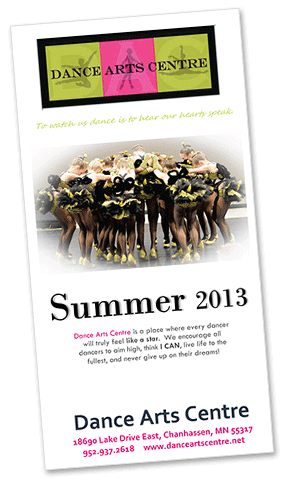 DANCE ARTS CENTRE
To watch us dance is to hear our hearts speak.
Summer 2013
Dance Arts Centre is a place where every dancer
will truly feel like a star. We encourage all
dancers to aim high, think I CAN, live life to the
fullest, and never give up on their dreams!
Dance Arts Centre
18690 Lake Drive East, Chanhassen, MN 55317
952.937.2618 www.danceartscentre.net